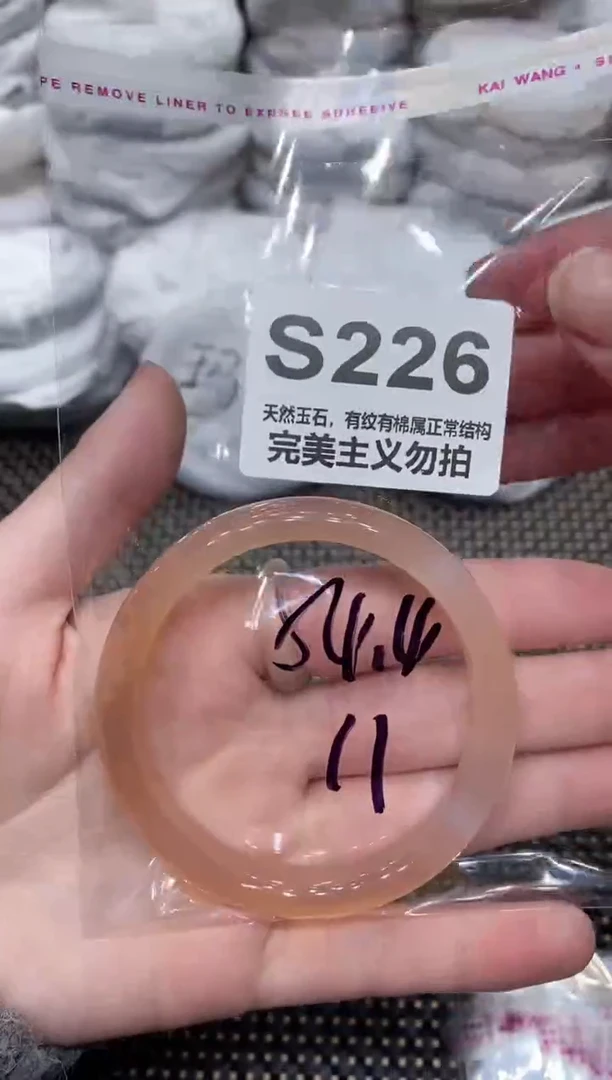 PE REMOVE LINER TO EXPOSE ADHESIVE
KAI WANG • S
S226
天然玉石，有纹有棉属正常结构
完美主义勿拍
54.4
11